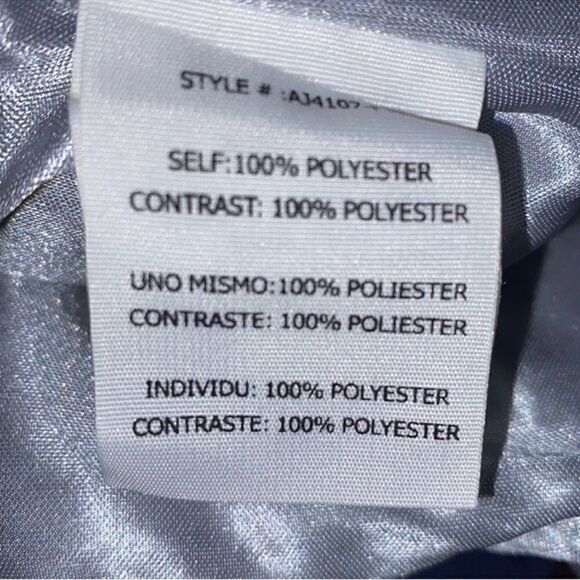 STYLE # :AJ4107
SELF:100% POLYESTER
CONTRAST: 100% POLYESTER
UNO MISMO:100% POLIESTER
CONTRASTE: 100% POLIESTER
INDIVIDU: 100% POLYESTER
CONTRASTE: 100% POLYESTER